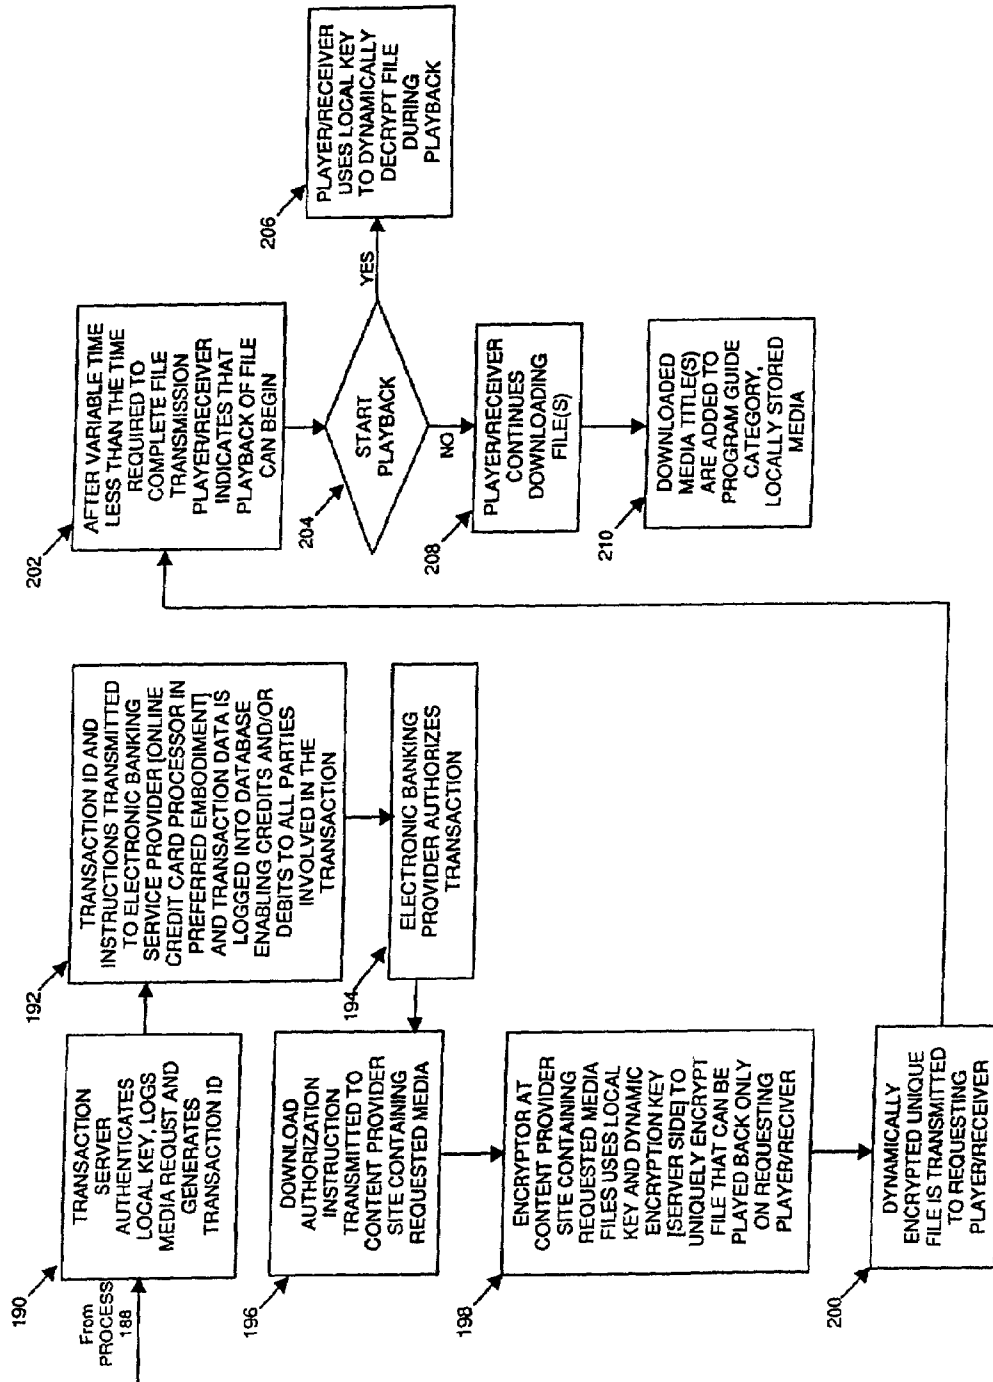 From
PROCESS
188
190
TRANSACTION
SERVER
AUTHENTICATES
LOCAL KEY, LOGS
MEDIA REQUST AND
GENERATES
TRANSACTION ID
192
TRANSACTION ID AND
INSTRUCTIONS TRANSMITTED
TO ELECTRONIC BANKING
SERVICE PROVIDER [ONLINE
CREDIT CARD PROCESSOR IN
PREFERRED EMBODIMENT]
AND TRANSACTION DATA IS
LOGGED INTO DATABASE
ENABLING CREDITS AND/OR
DEBITS TO ALL PARTIES
INVOLVED IN THE
TRANSACTION
194
ELECTRONIC BANKING
PROVIDER AUTHORIZES
TRANSACTION
196
DOWNLOAD
AUTHORIZATION
INSTRUCTION
TRANSMITTED TO
CONTENT PROVIDER
SITE CONTAINING
REQUESTED MEDIA
198
ENCRYPTOR AT
CONTENT PROVIDER
SITE CONTAINING
REQUESTED MEDIA
FILES USES LOCAL
KEY AND DYNAMIC
ENCRYPTION KEY
[SERVER SIDE] TO
UNIQUELY ENCRYPT
FILE THAT CAN BE
PLAYED BACK ONLY
ON REQUESTING
PLAYER/RECEIVER
200
DYNAMICALLY
ENCRYPTED UNIQUE
FILE IS TRANSMITTED
TO REQUESTING
PLAYER/RECEIVER
202
AFTER VARIABLE TIME
LESS THAN THE TIME
REQUIRED TO
COMPLETE FILE
TRANSMISSION
PLAYER/RECEIVER
INDICATES THAT
PLAYBACK OF FILE
CAN BEGIN
204
START
PLAYBACK
YES
NO
206
PLAYER/RECEIVER
USES LOCAL KEY
TO DYNAMICALLY
DECRYPT FILE
DURING
PLAYBACK
208
PLAYER/RECEIVER
CONTINUES
DOWNLOADING
FILE(S)
210
DOWNLOADED
MEDIA TITLE(S)
ARE ADDED TO
PROGRAM GUIDE
CATEGORY,
LOCALLY STORED
MEDIA